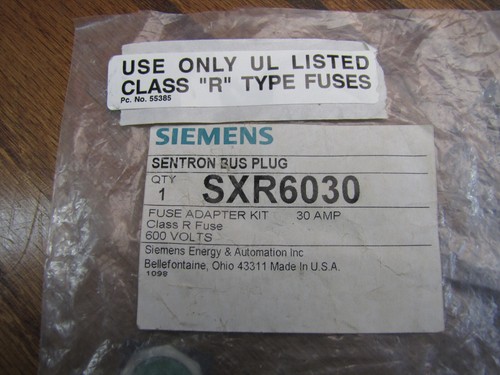 USE ONLY UL LISTED
CLASS "R" TYPE FUSES
Pc. No. 55385
SIEMENS
SENTRON BUS PLUG
QTY
1 SXR6030
FUSE ADAPTER KIT 30 AMP
Class R Fuse
600 VOLTS
Siemens Energy & Automation Inc
Bellefontaine, Ohio 43311 Made In U.S.A.
1098